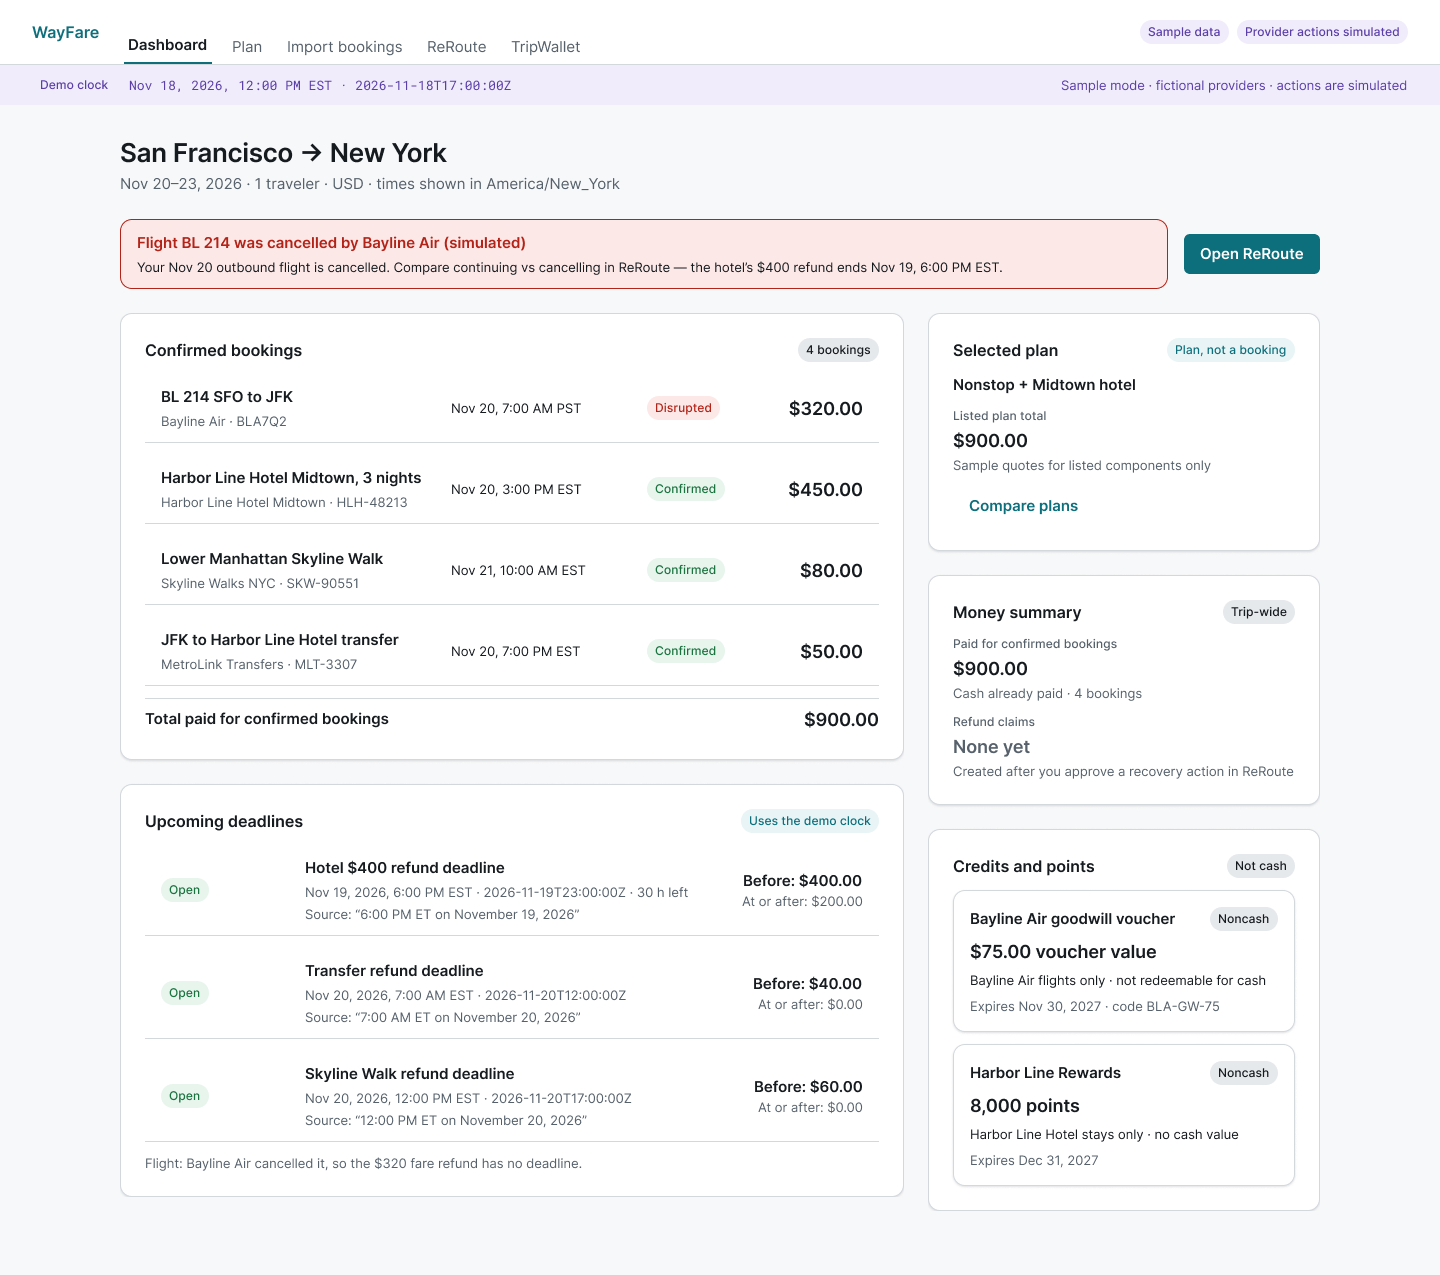 WayFare
Dashboard
Plan
Import bookings
ReRoute
TripWallet
Sample data
Provider actions simulated
Demo clock
Nov 18, 2026, 12:00 PM EST · 2026-11-18T17:00:00Z
Sample mode · fictional providers · actions are simulated
San Francisco → New York
Nov 20–23, 2026 · 1 traveler · USD · times shown in America/New_York
Flight BL 214 was cancelled by Bayline Air (simulated)
Your Nov 20 outbound flight is cancelled. Compare continuing vs cancelling in ReRoute — the hotel’s $400 refund ends Nov 19, 6:00 PM EST.
Open ReRoute
Confirmed bookings
4 bookings
BL 214 SFO to JFK
Bayline Air · BLA7Q2
Nov 20, 7:00 AM PST
Disrupted
$320.00
Harbor Line Hotel Midtown, 3 nights
Harbor Line Hotel Midtown · HLH-48213
Nov 20, 3:00 PM EST
Confirmed
$450.00
Lower Manhattan Skyline Walk
Skyline Walks NYC · SKW-90551
Nov 21, 10:00 AM EST
Confirmed
$80.00
JFK to Harbor Line Hotel transfer
MetroLink Transfers · MLT-3307
Nov 20, 7:00 PM EST
Confirmed
$50.00
Total paid for confirmed bookings
$900.00
Upcoming deadlines
Uses the demo clock
Open
Hotel $400 refund deadline
Nov 19, 2026, 6:00 PM EST · 2026-11-19T23:00:00Z · 30 h left
Source: “6:00 PM ET on November 19, 2026”
Before: $400.00
At or after: $200.00
Open
Transfer refund deadline
Nov 20, 2026, 7:00 AM EST · 2026-11-20T12:00:00Z
Source: “7:00 AM ET on November 20, 2026”
Before: $40.00
At or after: $0.00
Open
Skyline Walk refund deadline
Nov 20, 2026, 12:00 PM EST · 2026-11-20T17:00:00Z
Source: “12:00 PM ET on November 20, 2026”
Before: $60.00
At or after: $0.00
Flight: Bayline Air cancelled it, so the $320 fare refund has no deadline.
Selected plan
Plan, not a booking
Nonstop + Midtown hotel
Listed plan total
$900.00
Sample quotes for listed components only
Compare plans
Money summary
Trip-wide
Paid for confirmed bookings
$900.00
Cash already paid · 4 bookings
Refund claims
None yet
Created after you approve a recovery action in ReRoute
Credits and points
Not cash
Bayline Air goodwill voucher
Noncash
$75.00 voucher value
Bayline Air flights only · not redeemable for cash
Expires Nov 30, 2027 · code BLA-GW-75
Harbor Line Rewards
Noncash
8,000 points
Harbor Line Hotel stays only · no cash value
Expires Dec 31, 2027